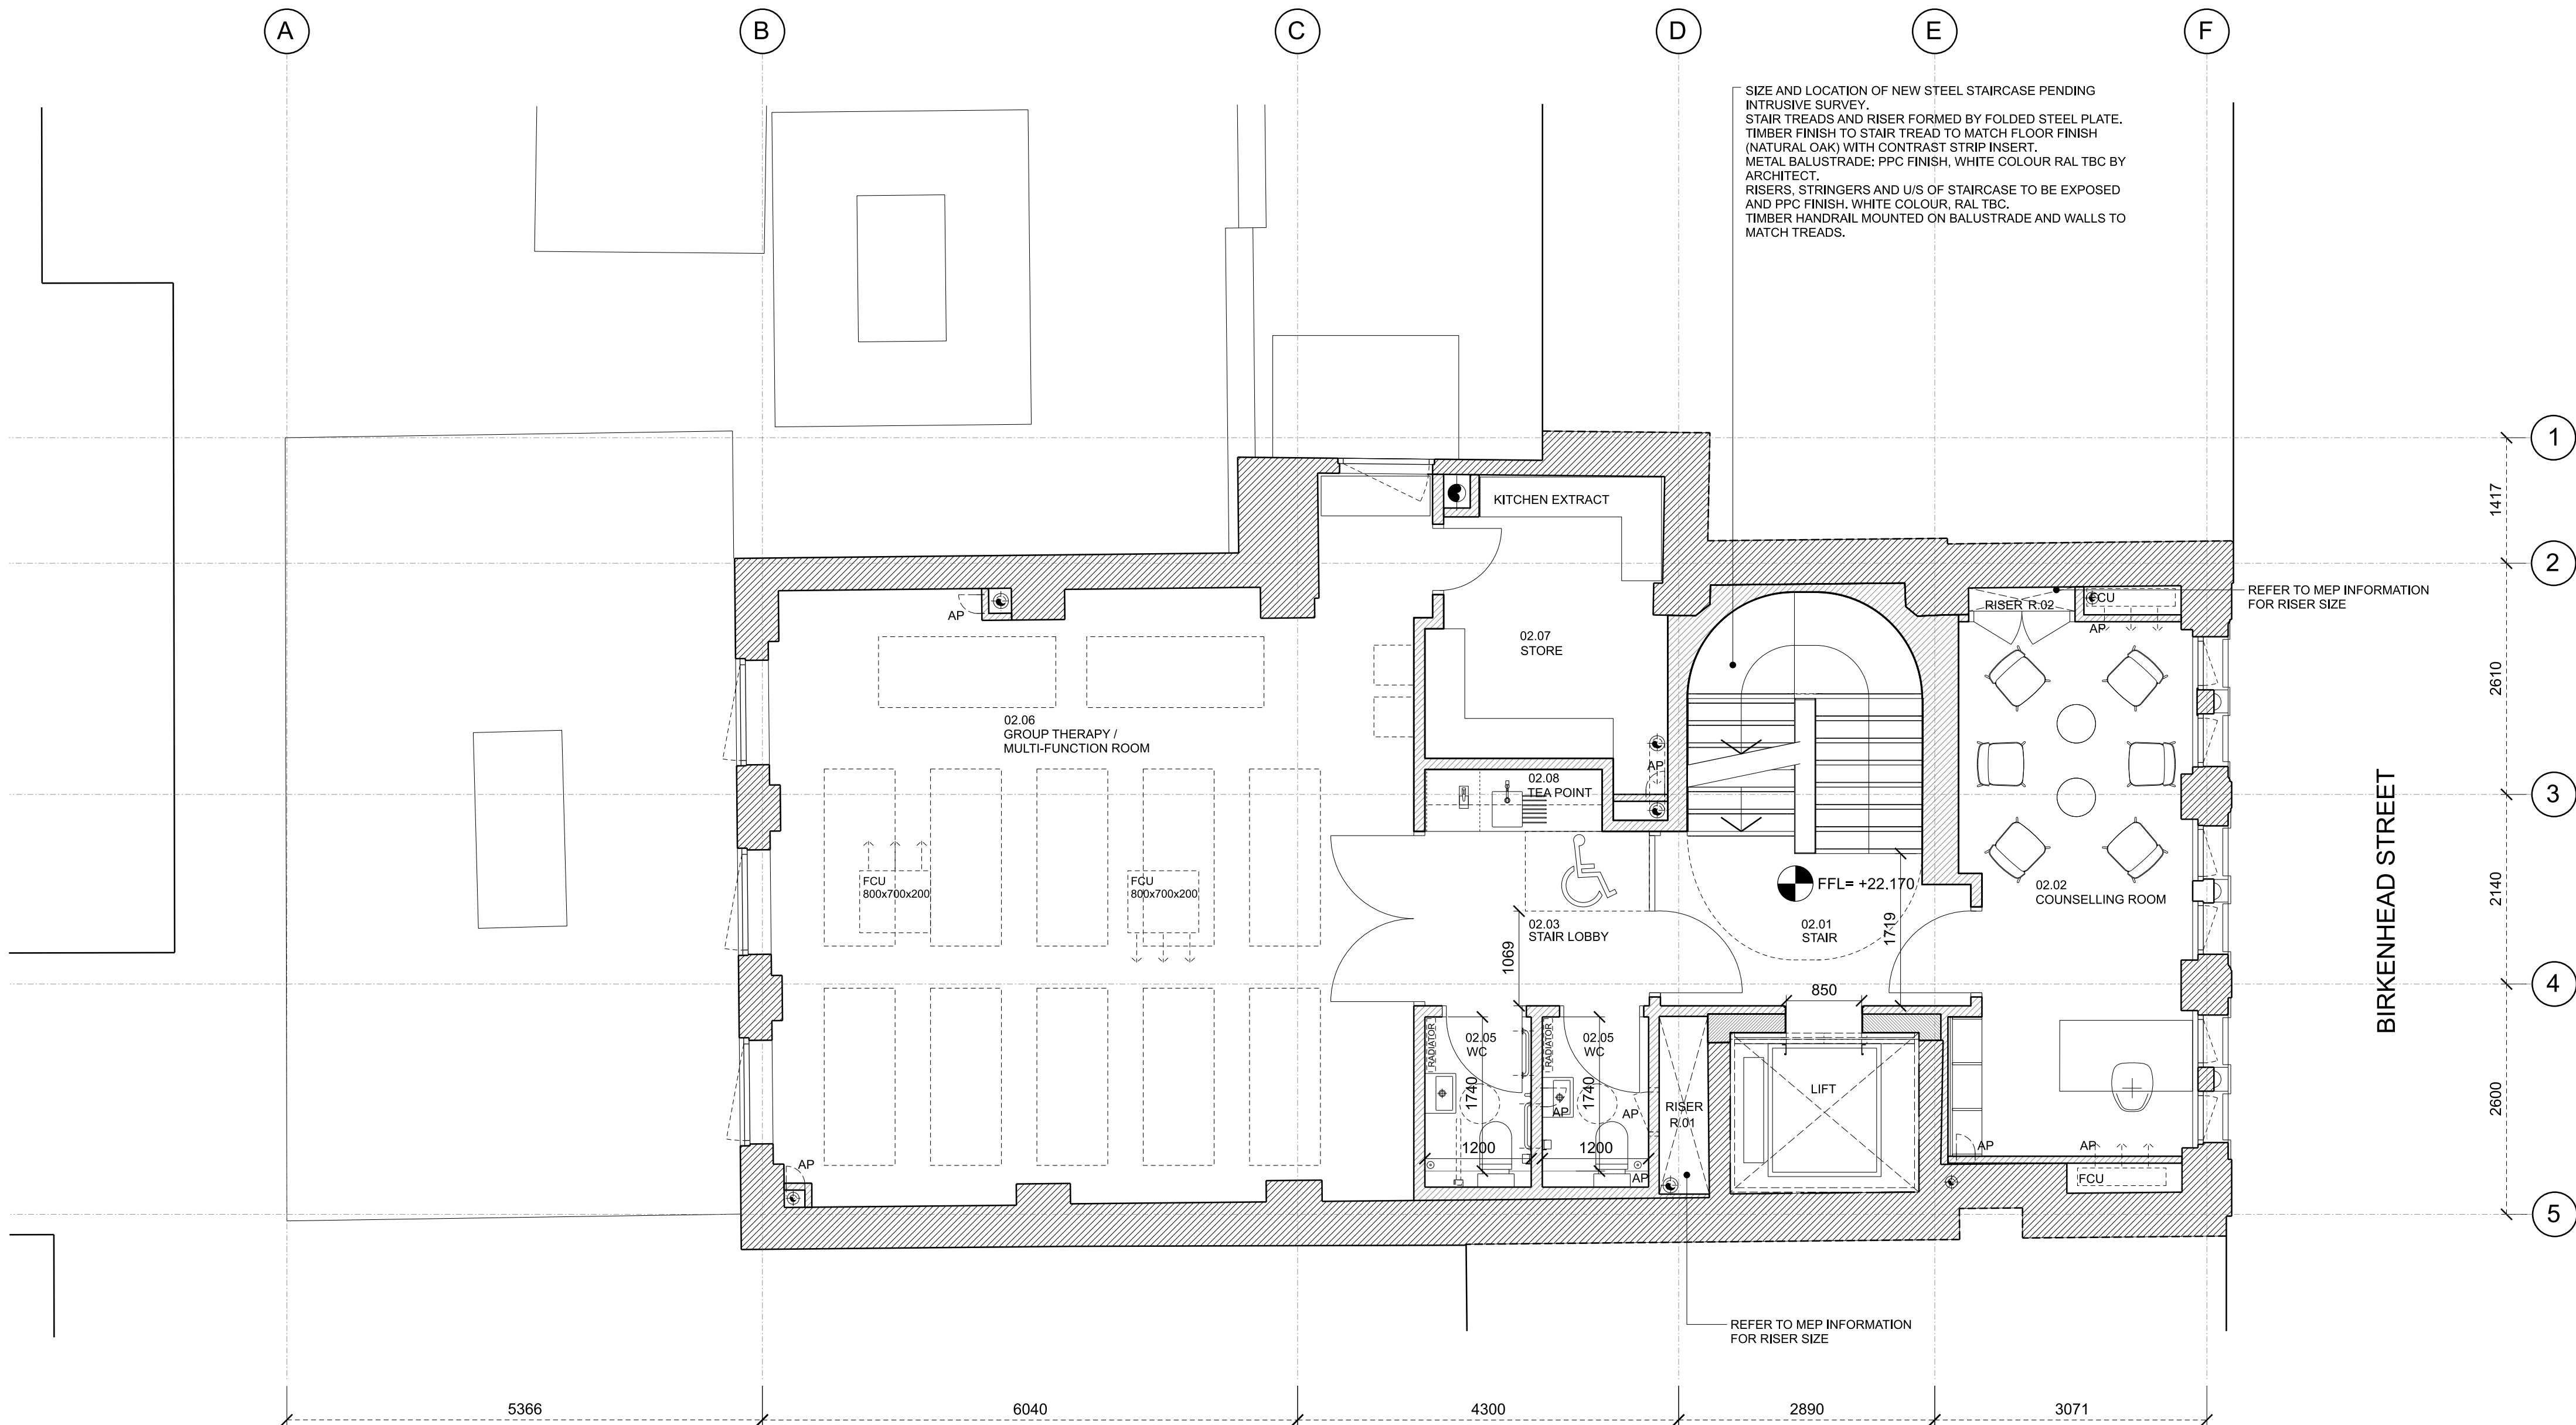 A
B
C
D
E
F
SIZE AND LOCATION OF NEW STEEL STAIRCASE PENDING
INTRUSIVE SURVEY.
STAIR TREADS AND RISER FORMED BY FOLDED STEEL PLATE.
TIMBER FINISH TO STAIR TREAD TO MATCH FLOOR FINISH
(NATURAL OAK) WITH CONTRAST STRIP INSERT.
METAL BALUSTRADE; PPC FINISH, WHITE COLOUR RAL TBC BY
ARCHITECT.
RISERS, STRINGERS AND U/S OF STAIRCASE TO BE EXPOSED
AND PPC FINISH. WHITE COLOUR, RAL TBC.
TIMBER HANDRAIL MOUNTED ON BALUSTRADE AND WALLS TO
MATCH TREADS.
1
1417
KITCHEN EXTRACT
2
REFER TO MEP INFORMATION
FOR RISER SIZE
RISER R.02
FCU
AP
AP
02.07
STORE
2610
02.06
GROUP THERAPY /
MULTI-FUNCTION ROOM
AP
02.08
TEA POINT
3
BIRKENHEAD STREET
FCU
800x700x200
FCU
800x700x200
FFL= +22.170
02.02
COUNSELLING ROOM
2140
02.03
STAIR LOBBY
02.01
STAIR
1719
1069
4
850
RADIATOR
02.05
WC
RADIATOR
02.05
WC
1740
1740
LIFT
2600
AP
AP
RISER
R.01
1200
1200
AP
AP
AP
AP
FCU
5
REFER TO MEP INFORMATION
FOR RISER SIZE
5366
6040
4300
2890
3071